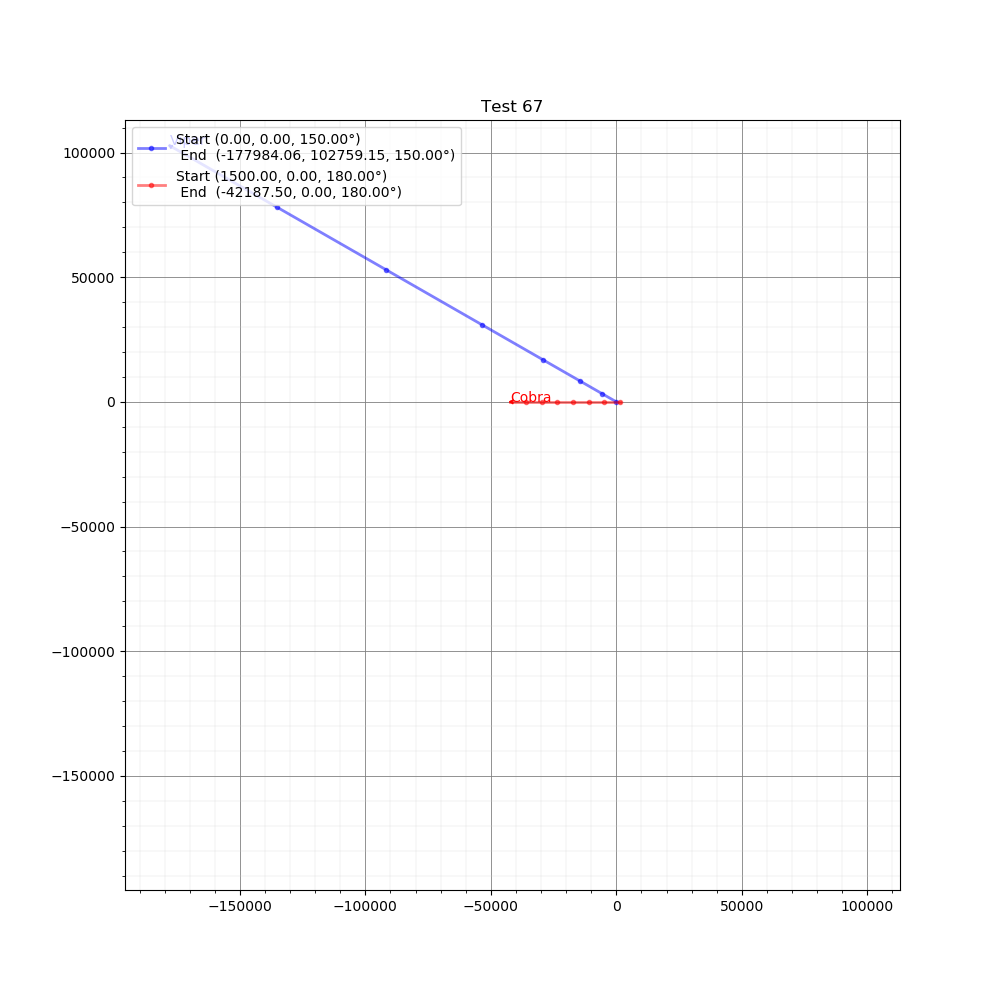 Test 67
Start (0.00, 0.00, 150.00°)
End (-177984.06, 102759.15, 150.00°)
Start (1500.00, 0.00, 180.00°)
End (-42187.50, 0.00, 180.00°)
100000
50000
0
−50000
−100000
−150000
Cobra
−150000
−100000
−50000
0
50000
100000